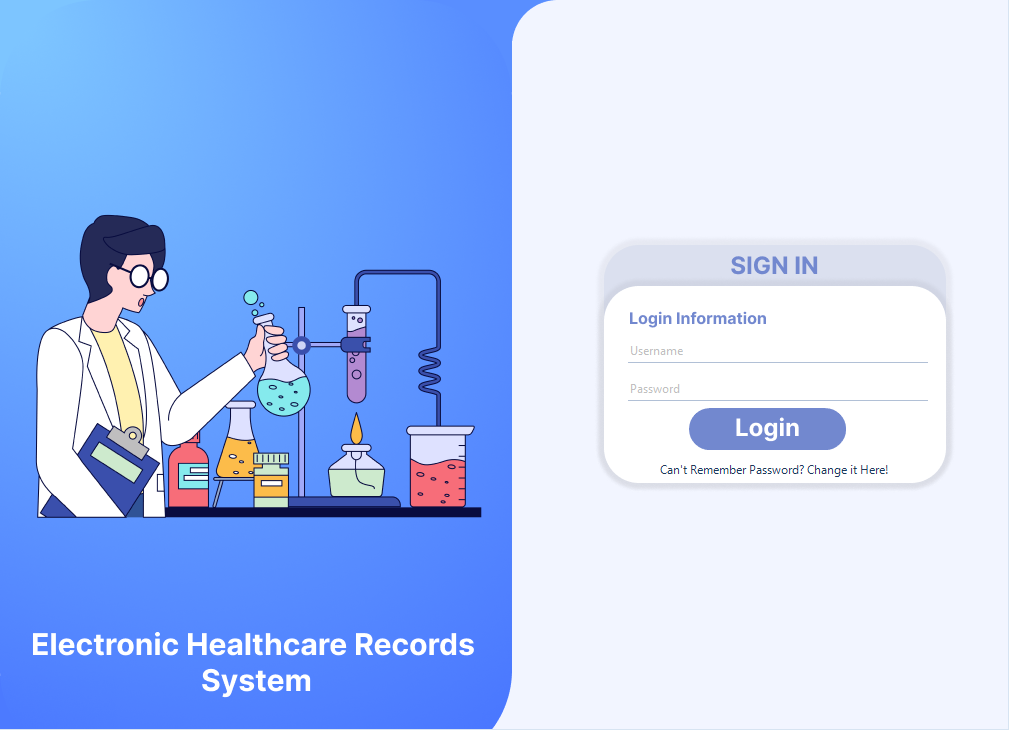 Electronic Healthcare Records
System
SIGN IN
Login Information
Username
Password
Login
Can't Remember Password? Change it Here!